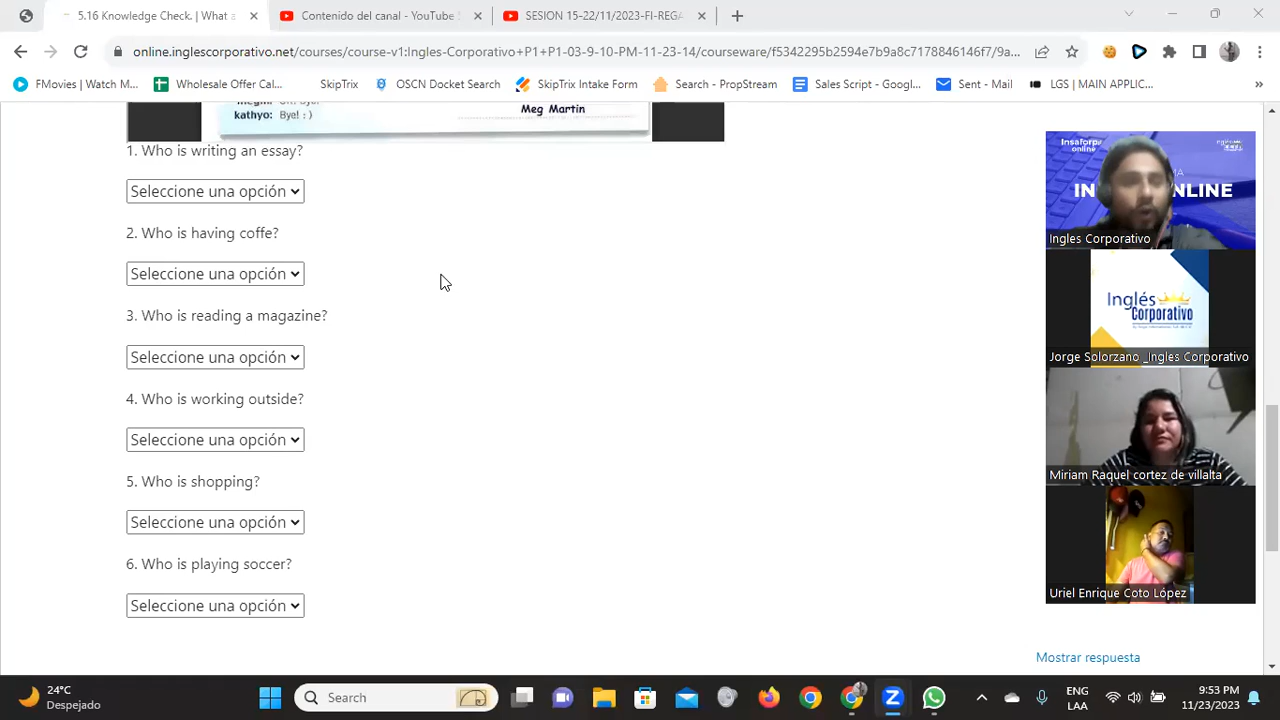 5.16 Knowledge Check. | What a
Contenido del canal - YouTube S
SESION 15-22/11/2023-FI-REGA
online.inglescorporativo.net/courses/course-v1:Ingles-Corporativo+P1+P1-03-9-10-PM-11-23-14/courseware/f5342295b2594e7b9a8c7178846146f7/9a...
FMovies | Watch M...
Wholesale Offer Cal...
SkipTrix
OSCN Docket Search
SkipTrix Intake Form
Search - PropStream
Sales Script - Googl...
Sent - Mail
LGS | MAIN APPLIC...
»
kathyo: Bye! :)
Meg Martin
1. Who is writing an essay?
Seleccione una opción
2. Who is having coffe?
Seleccione una opción
3. Who is reading a magazine?
Seleccione una opción
4. Who is working outside?
Seleccione una opción
5. Who is shopping?
Seleccione una opción
6. Who is playing soccer?
Seleccione una opción
Mostrar respuesta
Ingles Corporativo
Inglés
Corporativo
Jorge Solorzano _Ingles Corporativo
Miriam Raquel cortez de villalta
Uriel Enrique Coto López
24°C
Despejado
Search
ENG
LAA
9:53 PM
11/23/2023